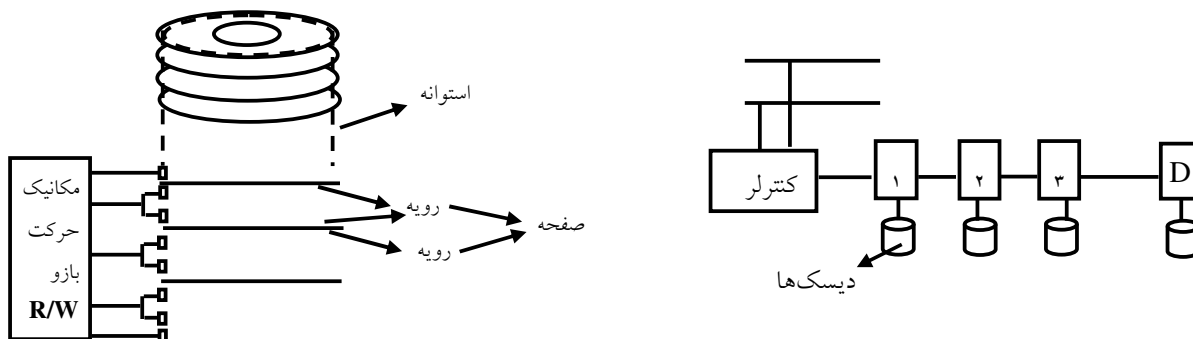 استوانه
مکانیک
حرکت
بازو
R/W
رویه
رویه
صفحه
کنترلر
۱
۲
۳
D
دیسک‌ها